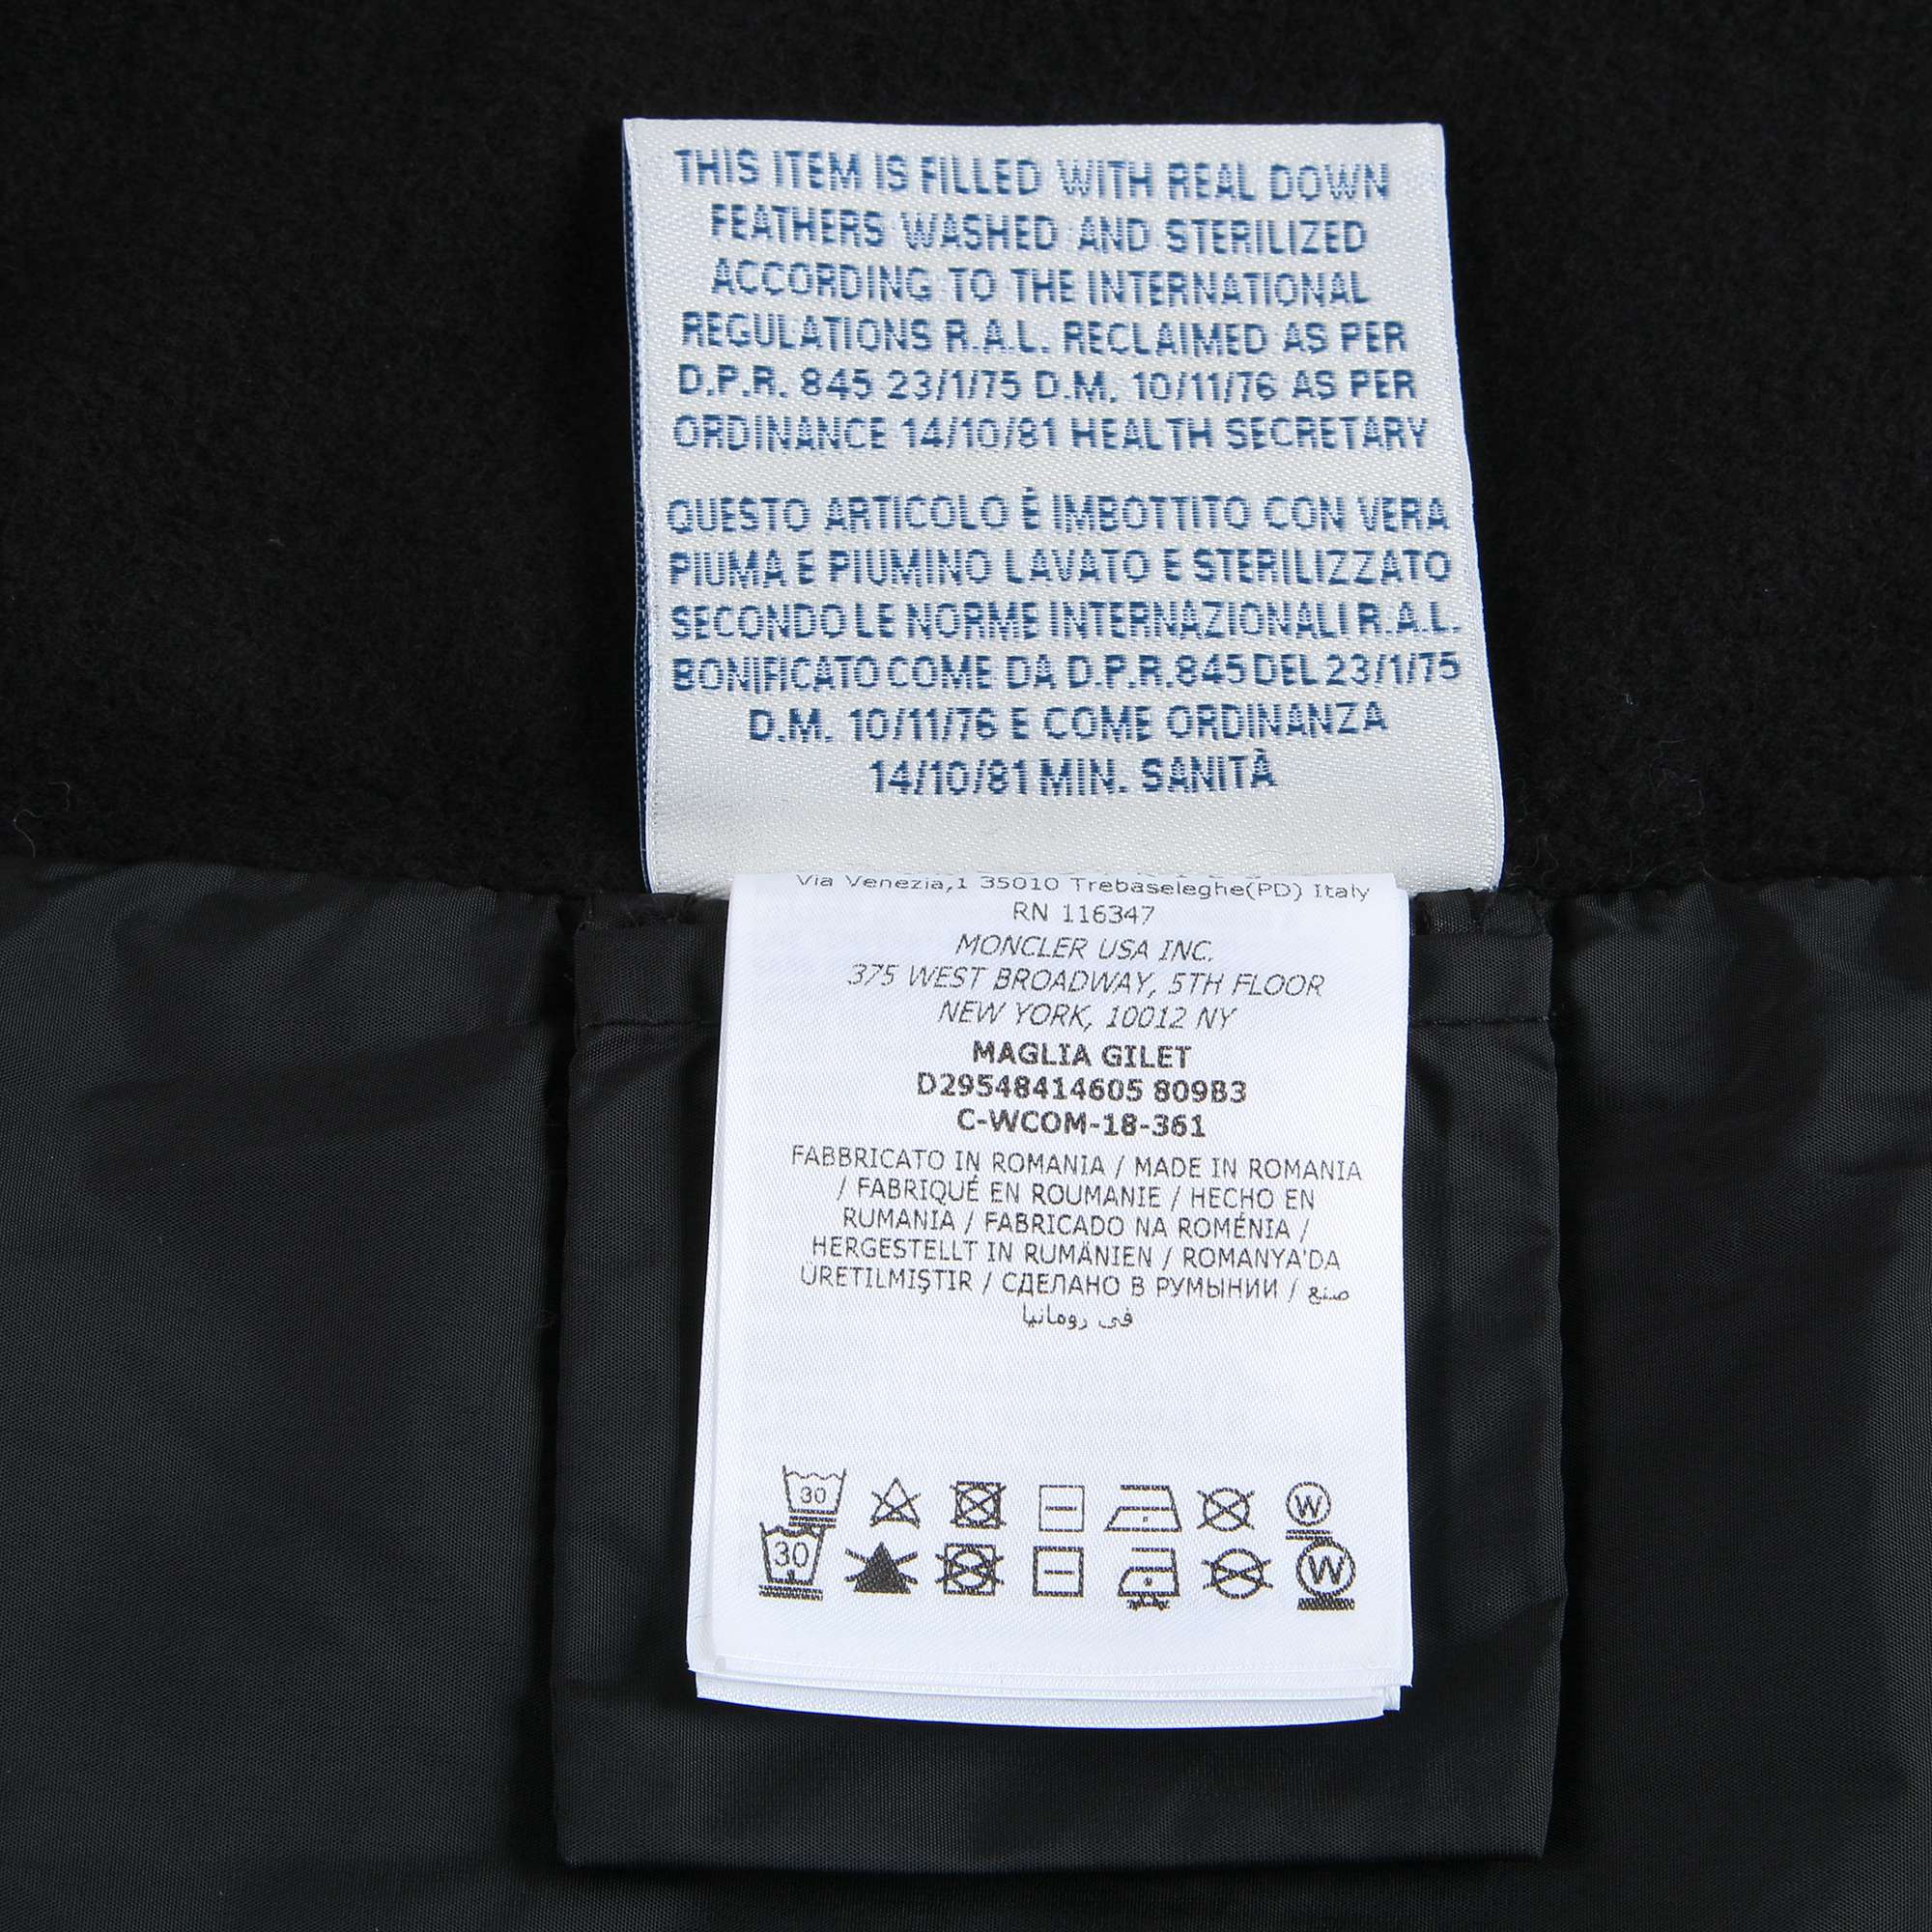 THIS ITEM IS FILLED WITH REAL DOWN
FEATHERS WASHED AND STERILIZED
ACCORDING TO THE INTERNATIONAL
REGULATIONS R.A.L. RECLAIMED AS PER
D.P.R. 845 23/1/75 D.M. 10/11/76 AS PER
ORDINANCE 14/10/81 HEALTH SECRETARY
QUESTO ARTICOLO È IMBOTTITO CON VERA
PIUMA E PIUMINO LAVATO E STERILIZZATO
SECONDO LE NORME INTERNAZIONALI R.A.L.
BONIFICATO COME DA D.P.R. 845 DEL 23/1/75
D.M. 10/11/76 E COME ORDINANZA
14/10/81 MIN. SANITÀ
Via Venezia,1 35010 Trebaseleghe(PD) Italy
RN 116347
MONCLER USA INC.
375 WEST BROADWAY, 5TH FLOOR
NEW YORK, 10012 NY
MAGLIA GILET
D29548414605 809B3
C-WCOM-18-361
FABBRICATO IN ROMANIA / MADE IN ROMANIA
/ FABRIQUÉ EN ROUMANIE / HECHO EN
RUMANIA / FABRICADO NA ROMÉNIA /
HERGESTELLT IN RUMÄNIEN / ROMANYA'DA
ÜRETILMIŞTIR / СДЕЛАНО В РУМЫНИИ / صنع
فى رومانيا
30 W
30 W